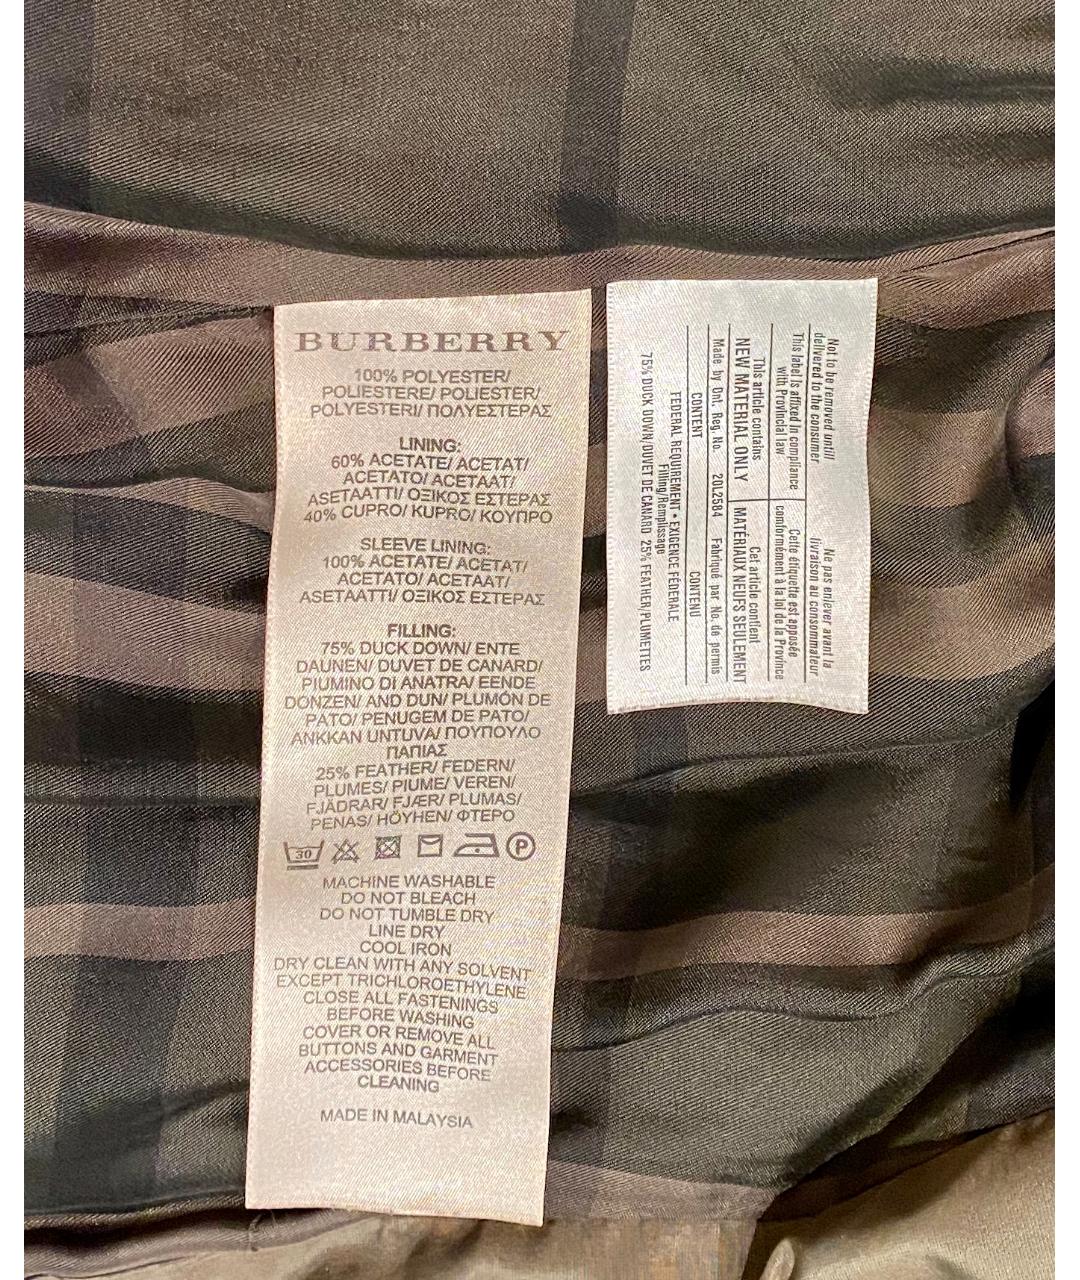 BURBERRY
100% POLYESTER/
POLIESTERE/ POLIESTER/
POLYESTERI/ ΠΟΛΥΕΣΤΕΡΑΣ
LINING:
60% ACETATE/ ACETAT/
ACETATO/ ACETAAT/
ASETAATTI/ ΟΞΙΚΟΣ ΕΣΤΕΡΑΣ
40% CUPRO/ KUPRO/ ΚΟΥΠΡΟ
SLEEVE LINING:
100% ACETATE/ ACETAT/
ACETATO/ ACETAAT/
ASETAATTI/ ΟΞΙΚΟΣ ΕΣΤΕΡΑΣ
FILLING:
75% DUCK DOWN/ ENTE
DAUNEN/ DUVET DE CANARD/
PIUMINO DI ANATRA/ EENDE
DONZEN/ AND DUN/ PLUMÓN DE
PATO/ PENUGEM DE PATO/
ANKKAN UNTUVA/ ΠΟΥΠΟΥΛΟ
ΠΑΠΙΑΣ
25% FEATHER/ FEDERN/
PLUMES/ PIUME/ VEREN/
FJÄDRAR/ FJÆR/ PLUMAS/
PENAS/ HÖYHEN/ ΦΤΕΡΟ
30 P
MACHINE WASHABLE
DO NOT BLEACH
DO NOT TUMBLE DRY
LINE DRY
COOL IRON
DRY CLEAN WITH ANY SOLVENT
EXCEPT TRICHLOROETHYLENE
CLOSE ALL FASTENINGS
BEFORE WASHING
COVER OR REMOVE ALL
BUTTONS AND GARMENT
ACCESSORIES BEFORE
CLEANING
MADE IN MALAYSIA
Not to be removed untill
delivered to the consumer
Ne pas enlever avant la
livraison au consommateur
This label is affixed in compliance
with Provincial law
Cette étiquette est apposée
conformément à la loi de la Province
This article contains
NEW MATERIAL ONLY
Cet article contient
MATÉRIAUX NEUFS SEULEMENT
Made by Ont. Reg. No. 20L2584 Fabriqué par No. de permis
CONTENT CONTENU
FEDERAL REQUIREMENT • EXIGENCE FÉDÉRALE
Filling/Remplissage
75% DUCK DOWN/DUVET DE CANARD 25% FEATHER/PLUMETTES